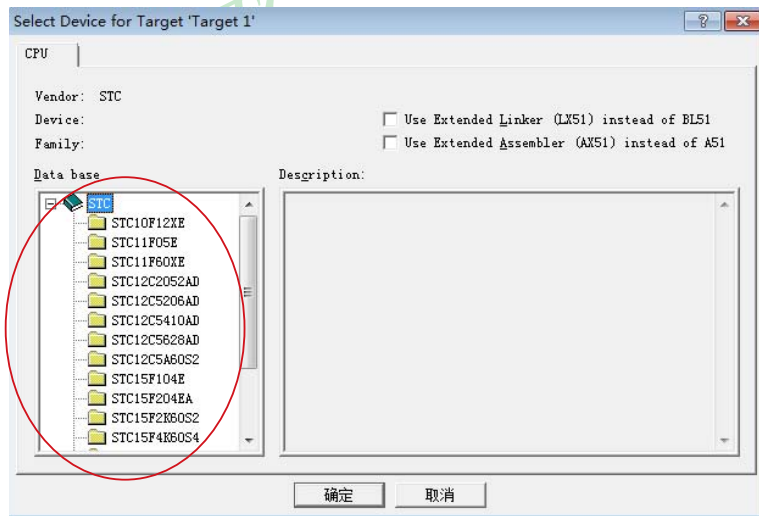 Select Device for Target 'Target 1'
CPU
Vendor: STC
Device:
Use Extended Linker (LX51) instead of BL51
Family:
Use Extended Assembler (AX51) instead of A51
Data base
Description:
STC
STC10F12XE
STC11F05E
STC11F60XE
STC12C2052AD
STC12C5206AD
STC12C5410AD
STC12C5628AD
STC12C5A60S2
STC15F104E
STC15F204EA
STC15F2K60S2
STC15F4K60S4
确定
取消